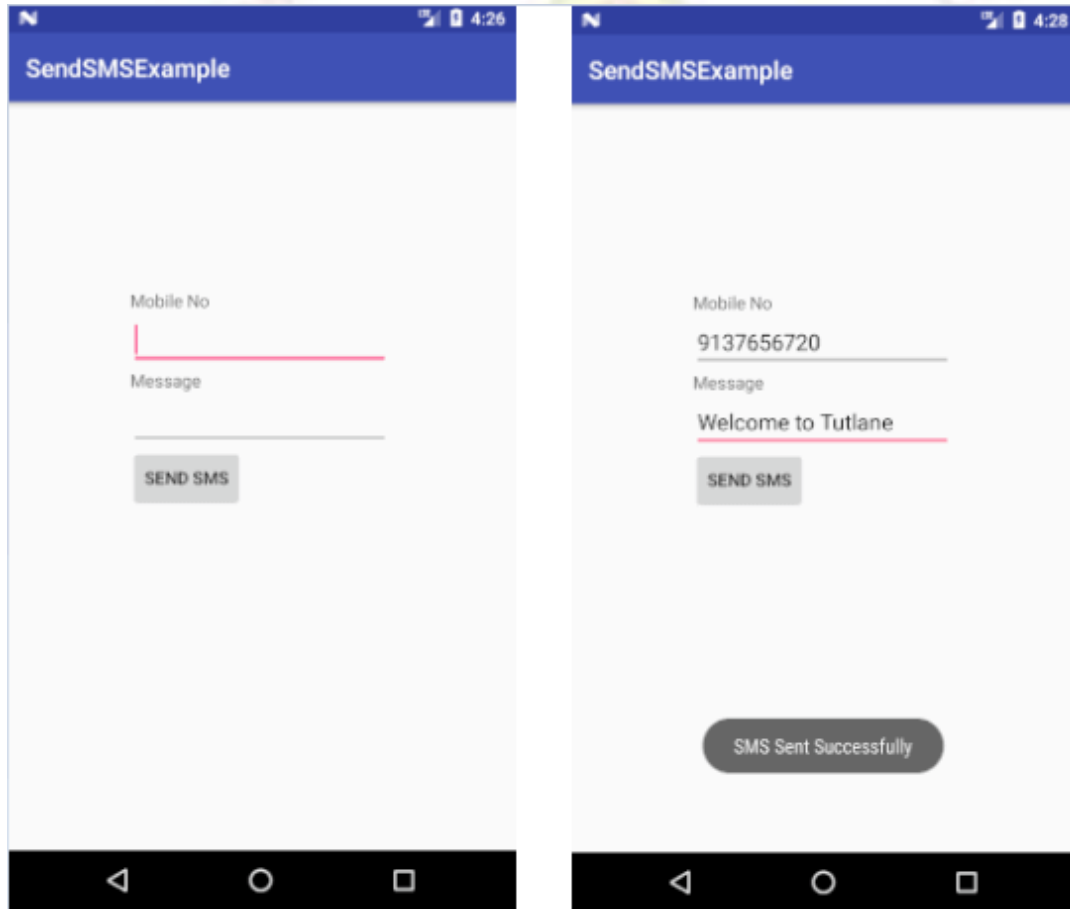 4:26
SendSMSExample
Mobile No
Message
SEND SMS
4:28
SendSMSExample
Mobile No
9137656720
Message
Welcome to Tutlane
SEND SMS
SMS Sent Successfully